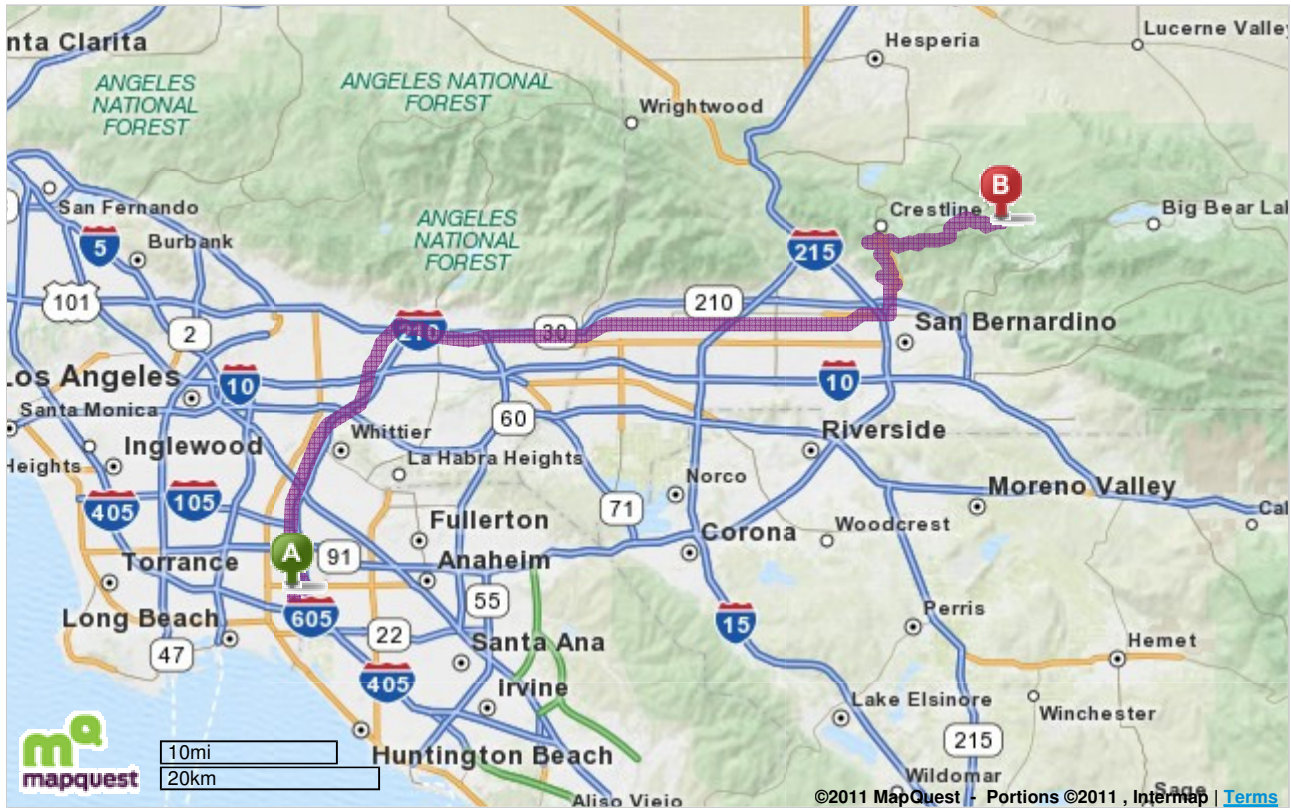 nta Clarita
Hesperia
Lucerne Valley
ANGELES
NATIONAL
FOREST
ANGELES NATIONAL
FOREST
Wrightwood
San Fernando
Burbank
5
101
2
ANGELES
NATIONAL
FOREST
Crestline
B
Big Bear Lak
215
210
210
30
San Bernardino
Los Angeles
10
10
Santa Monica
60
Whittier
Riverside
Inglewood
La Habra Heights
Heights
Norco
Moreno Valley
405
105
71
Cal
Fullerton
Corona
Woodcrest
A
91
Torrance
Anaheim
55
Long Beach
605
22
Santa Ana
15
Perris
Hemet
47
405
Irvine
Lake Elsinore
Winchester
215
Huntington Beach
mq
mapquest
10mi
20km
Wildomar
Sage
Aliso Viejo
©2011 MapQuest - Portions ©2011 , Intermap | Terms